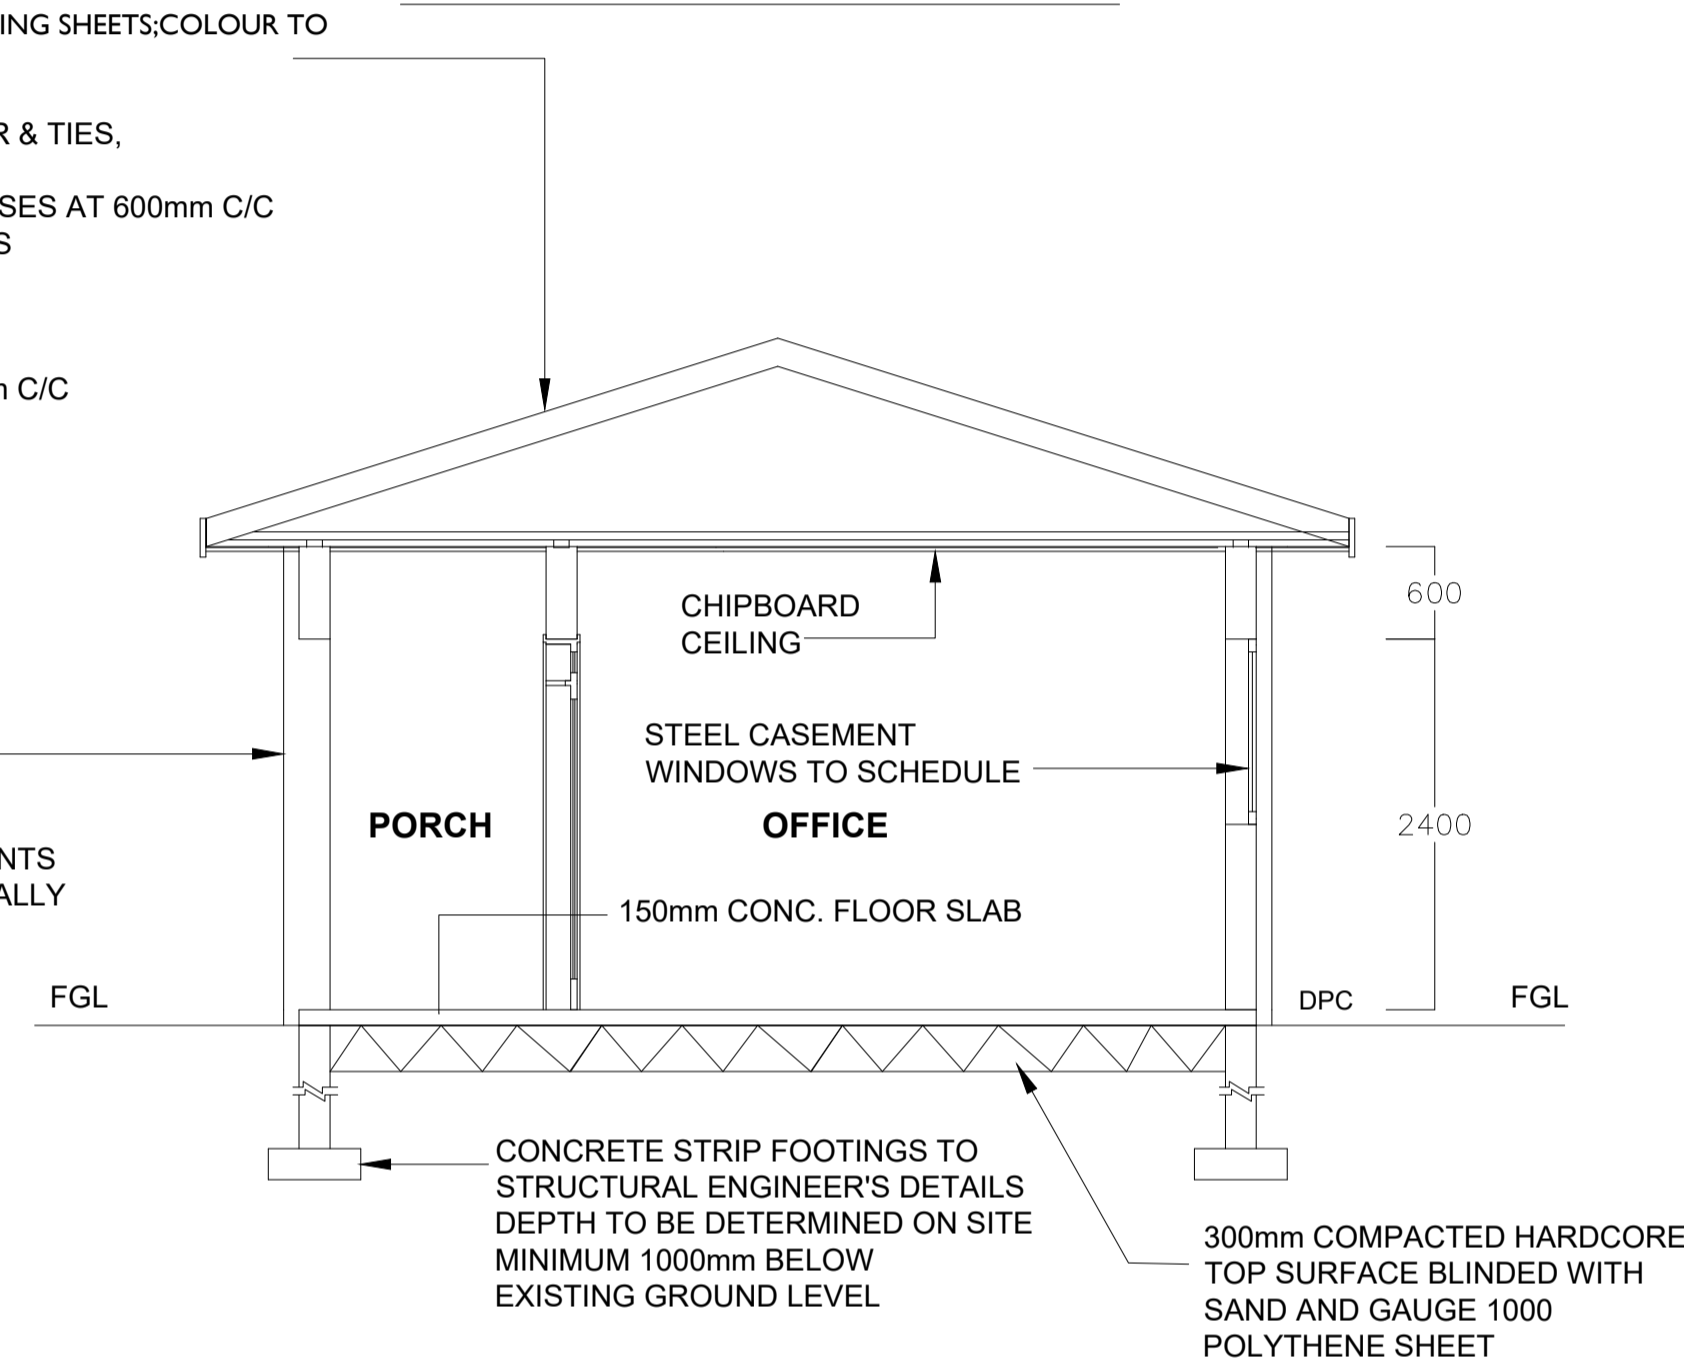 ING SHEETS;COLOUR TO
R & TIES,
SES AT 600mm C/C
S
C/C
600
CHIPBOARD
CEILING
STEEL CASEMENT
WINDOWS TO SCHEDULE
2400
PORCH
OFFICE
NTS
ALLY
150mm CONC. FLOOR SLAB
FGL
DPC
FGL
CONCRETE STRIP FOOTINGS TO
STRUCTURAL ENGINEER'S DETAILS
DEPTH TO BE DETERMINED ON SITE
MINIMUM 1000mm BELOW
EXISTING GROUND LEVEL
300mm COMPACTED HARDCORE
TOP SURFACE BLINDED WITH
SAND AND GAUGE 1000
POLYTHENE SHEET